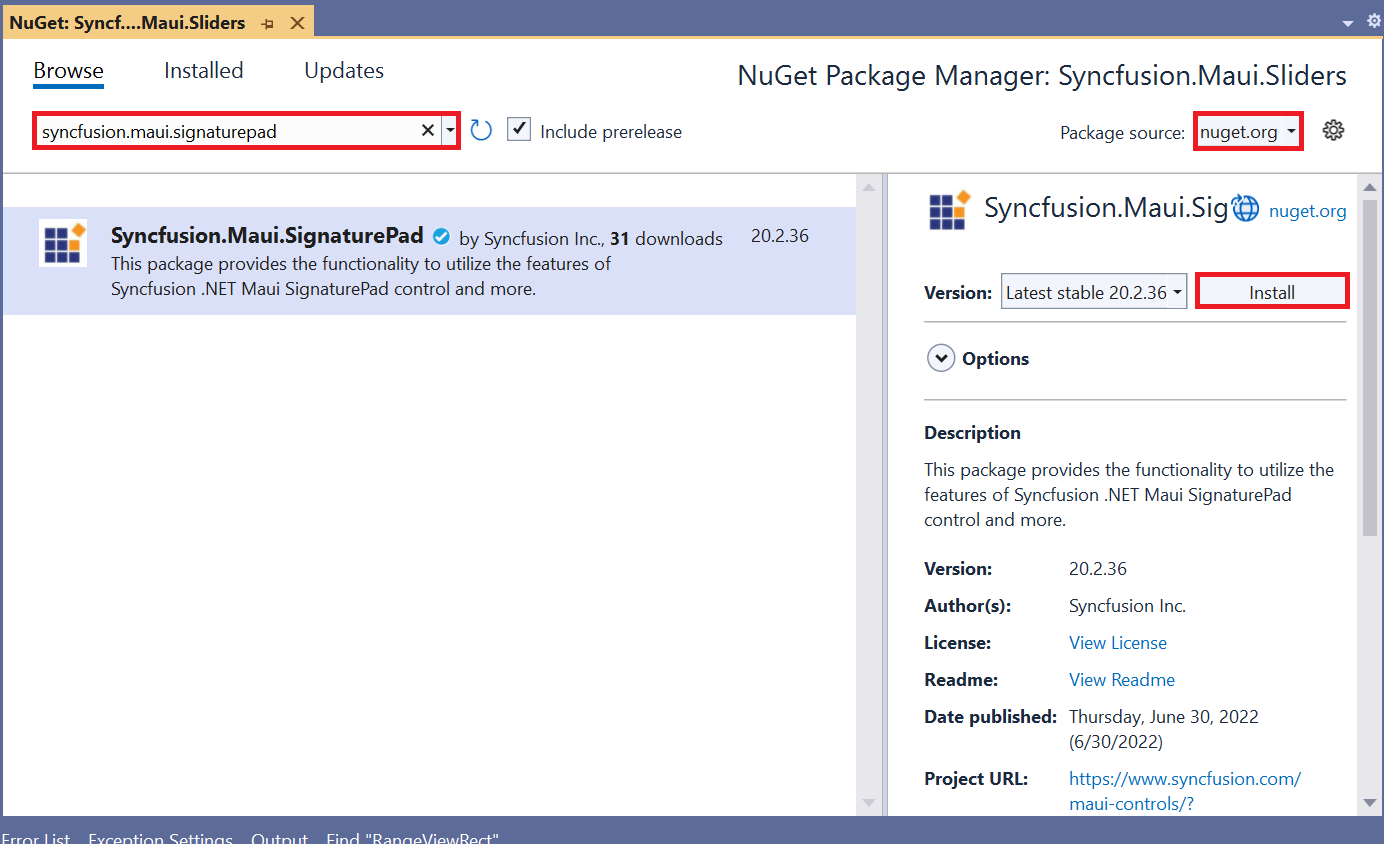 NuGet: Syncf....Maui.Sliders
Browse Installed Updates
NuGet Package Manager: Syncfusion.Maui.Sliders
syncfusion.maui.signaturepad
Include prerelease
Package source: nuget.org
Syncfusion.Maui.SignaturePad by Syncfusion Inc., 31 downloads 20.2.36
This package provides the functionality to utilize the features of
Syncfusion .NET Maui SignaturePad control and more.
Syncfusion.Maui.Sig nuget.org
Version: Latest stable 20.2.36 Install
Options
Description
This package provides the functionality to utilize the
features of Syncfusion .NET Maui SignaturePad
control and more.
Version: 20.2.36
Author(s): Syncfusion Inc.
License: View License
Readme: View Readme
Date published: Thursday, June 30, 2022
(6/30/2022)
Project URL: https://www.syncfusion.com/
maui-controls/?
Error List Exception Settings Output Find "RangeViewRect"